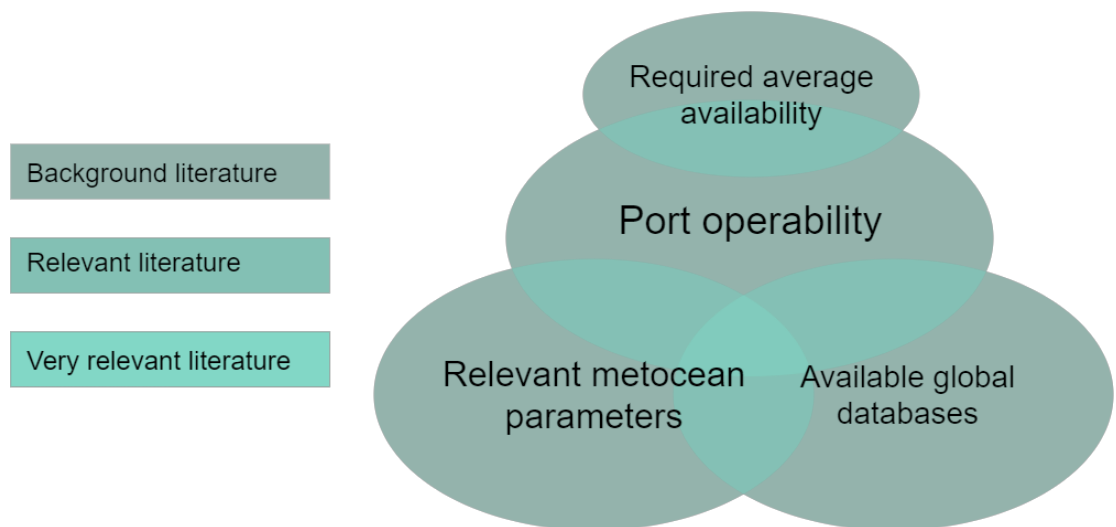 Background literature
Relevant literature
Very relevant literature
Required average
availability
Port operability
Relevant metocean
parameters
Available global
databases